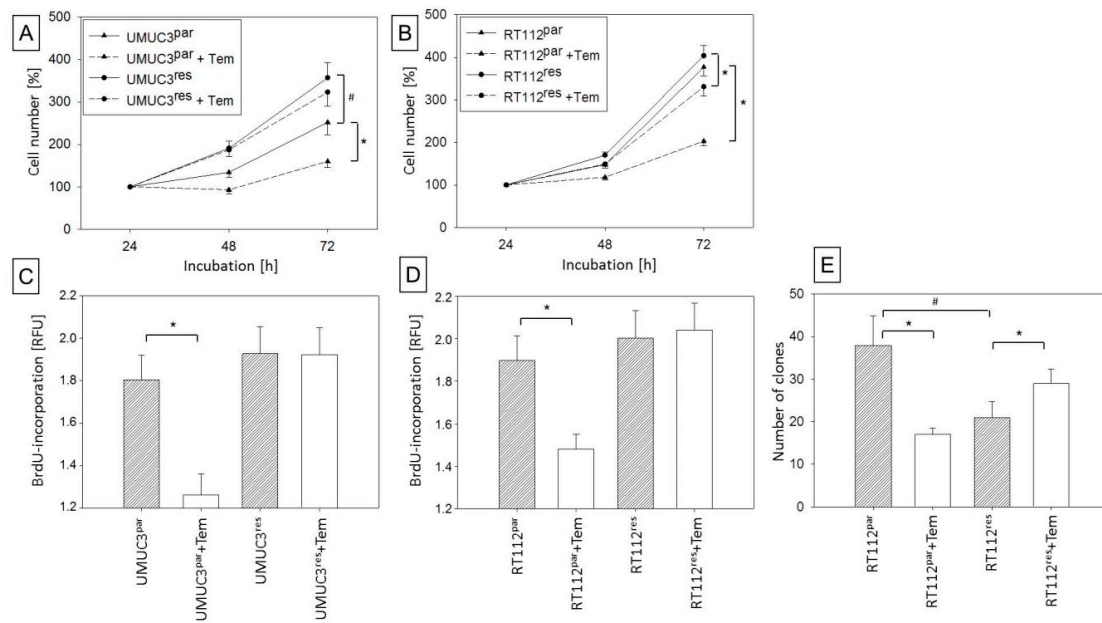 A
500
400
300
200
100
0
Cell number [%]
UMUC3par
UMUC3par + Tem
UMUC3res
UMUC3res + Tem
#
*
24
48
72
Incubation [h]
B
500
400
300
200
100
0
Cell number [%]
RT112par
RT112par +Tem
RT112res
RT112res +Tem
*
*
24
48
72
Incubation [h]
C
2.2
2.0
1.8
1.6
1.4
1.2
BrdU-incorporation [RFU]
*
UMUC3par
UMUC3par+Tem
UMUC3res
UMUC3res+Tem
D
2.2
2.0
1.8
1.6
1.4
1.2
BrdU-incorporation [RFU]
*
RT112par
RT112par+Tem
RT112res
RT112res+Tem
E
50
40
30
20
10
0
Number of clones
#
*
*
RT112par
RT112par+Tem
RT112res
RT112res+Tem